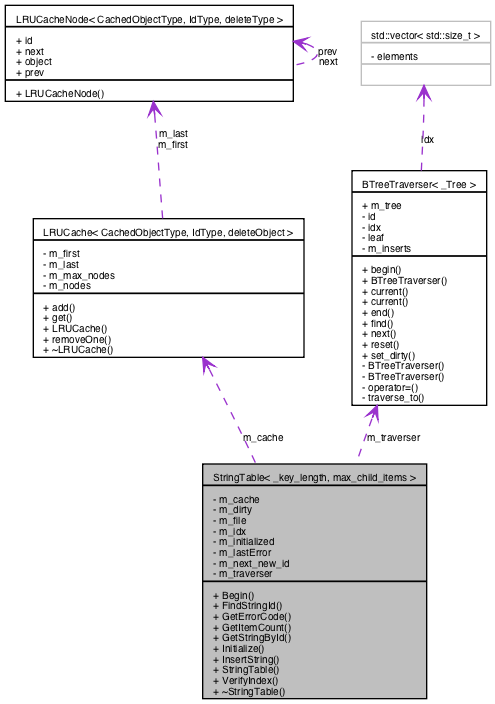 LRUCacheNode< CachedObjectType, IdType, deleteType >
+ id
+ next
+ object
+ prev
+ LRUCacheNode()
prev
next
std::vector< std::size_t >
- elements
m_last
m_first
idx
LRUCache< CachedObjectType, IdType, deleteObject >
- m_first
- m_last
- m_max_nodes
- m_nodes
+ add()
+ get()
+ LRUCache()
+ removeOne()
+ ~LRUCache()
BTreeTraverser< _Tree >
+ m_tree
- id
- idx
- leaf
- m_inserts
+ begin()
+ BTreeTraverser()
+ current()
+ current()
+ end()
+ find()
+ next()
+ reset()
+ set_dirty()
- BTreeTraverser()
- BTreeTraverser()
- operator=()
- traverse_to()
m_cache
m_traverser
StringTable< _key_length, max_child_items >
- m_cache
- m_dirty
- m_file
- m_idx
- m_initialized
- m_lastError
- m_next_new_id
- m_traverser
+ Begin()
+ FindStringId()
+ GetErrorCode()
+ GetItemCount()
+ GetStringById()
+ Initialize()
+ InsertString()
+ StringTable()
+ VerifyIndex()
+ ~StringTable()